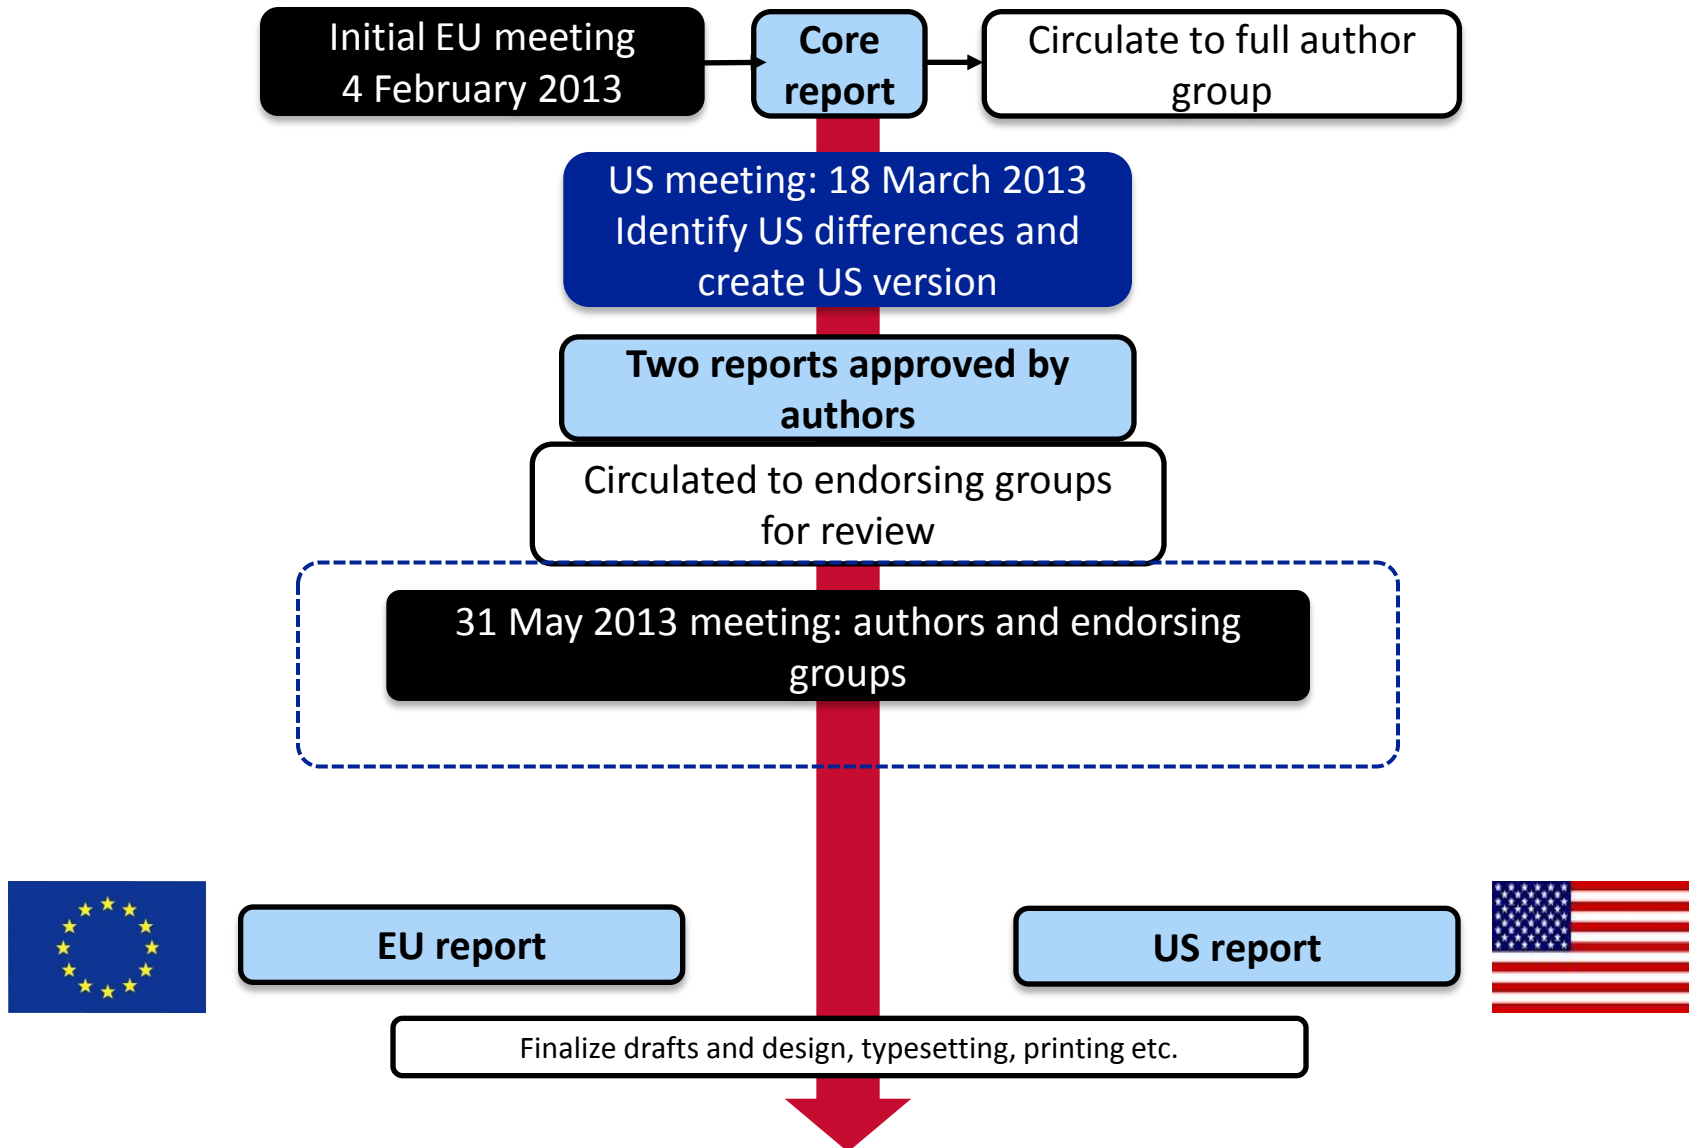 Initial EU meeting
4 February 2013
Core
report
Circulate to full author
group
US meeting: 18 March 2013
Identify US differences and
create US version
Two reports approved by
authors
Circulated to endorsing groups
for review
31 May 2013 meeting: authors and endorsing
groups
EU report
US report
Finalize drafts and design, typesetting, printing etc.